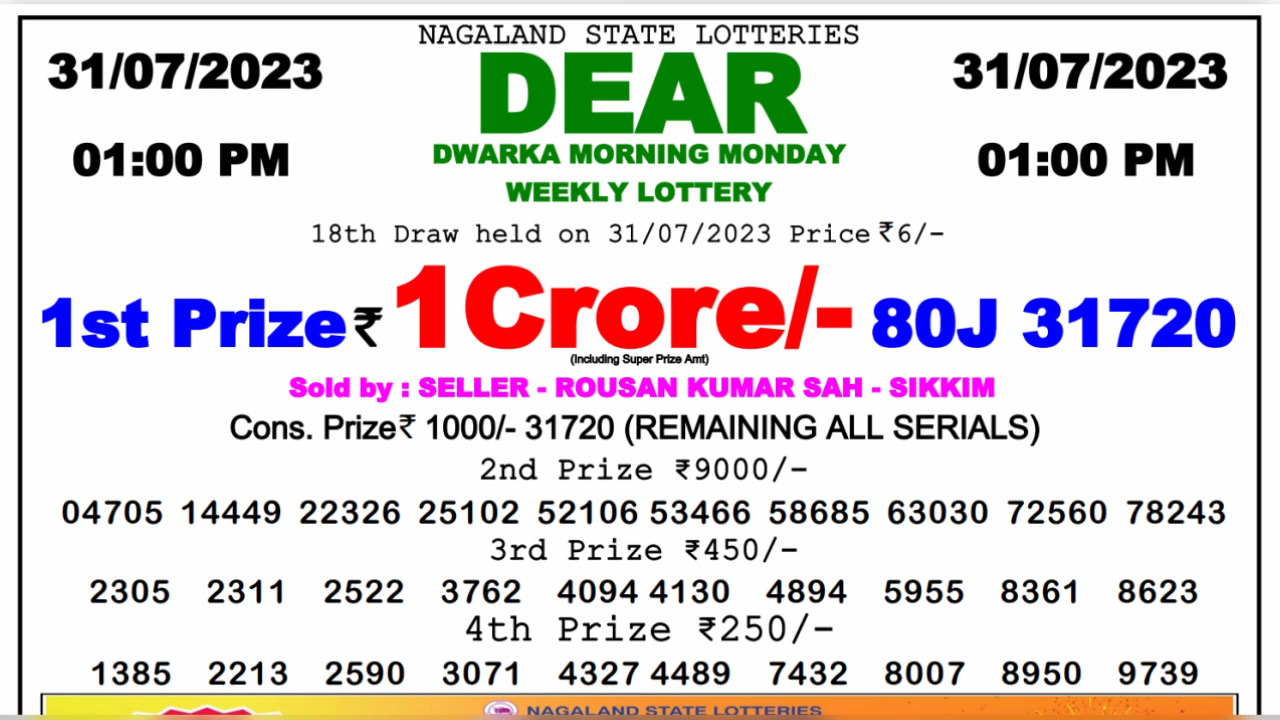 NAGALAND STATE LOTTERIES
31/07/2023 DEAR 31/07/2023
01:00 PM DWARKA MORNING MONDAY 01:00 PM
WEEKLY LOTTERY
18th Draw held on 31/07/2023 Price ₹6/-
1st Prize ₹ 1Crore/- 80J 31720
(Including Super Prize Amt)
Sold by : SELLER - ROUSAN KUMAR SAH - SIKKIM
Cons. Prize₹ 1000/- 31720 (REMAINING ALL SERIALS)
2nd Prize ₹9000/-
04705 14449 22326 25102 52106 53466 58685 63030 72560 78243
3rd Prize ₹450/-
2305 2311 2522 3762 4094 4130 4894 5955 8361 8623
4th Prize ₹250/-
1385 2213 2590 3071 4327 4489 7432 8007 8950 9739
NAGALAND STATE LOTTERIES